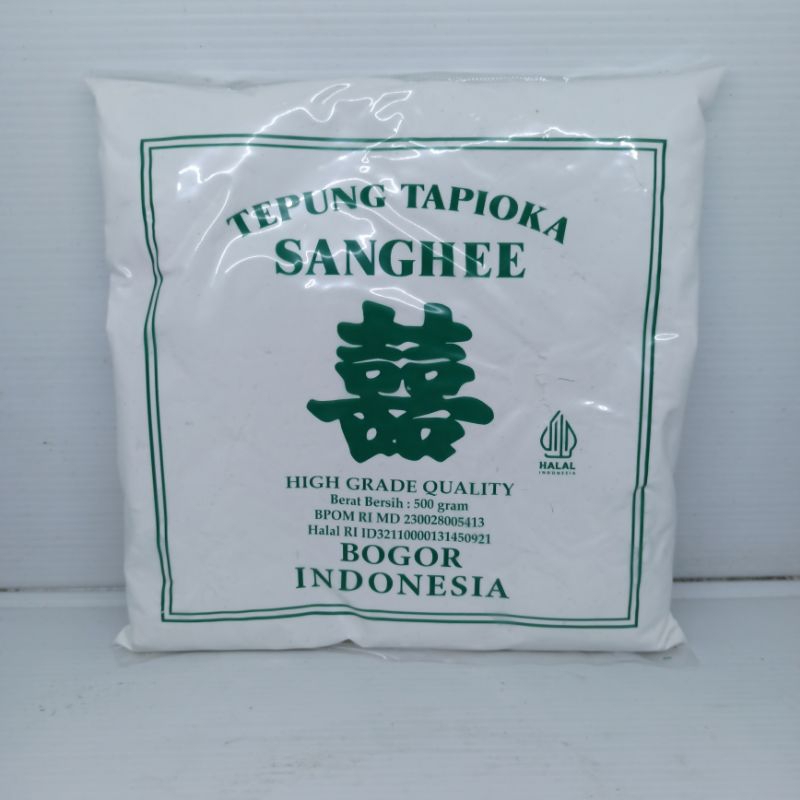 TEPUNG TAPIOKA
SANGHEE
囍
HALAL
INDONESIA
HIGH GRADE QUALITY
Berat Bersih : 500 gram
BPOM RI MD 230028005413
Halal RI ID32110000131450921
BOGOR
INDONESIA